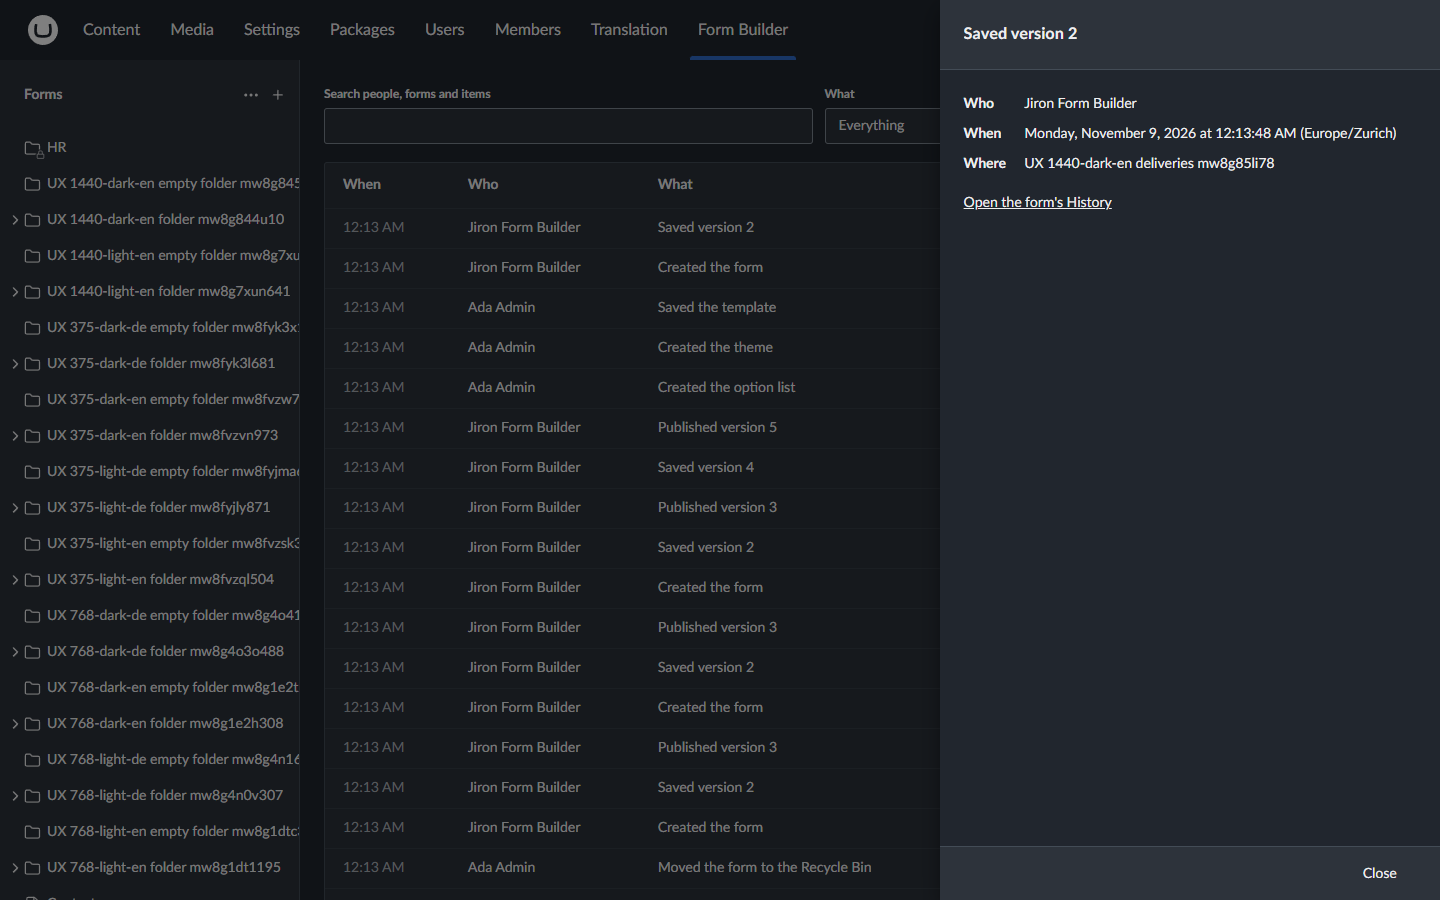 Content Media Settings Packages Users Members Translation Form Builder
Forms
HR
UX 1440-dark-en empty folder mw8g845
UX 1440-dark-en folder mw8g844u10
UX 1440-light-en empty folder mw8g7xu
UX 1440-light-en folder mw8g7xun641
UX 375-dark-de empty folder mw8fyk3x
UX 375-dark-de folder mw8fyk3l681
UX 375-dark-en empty folder mw8fvzw7
UX 375-dark-en folder mw8fvzvn973
UX 375-light-de empty folder mw8fyjma
UX 375-light-de folder mw8fyjly871
UX 375-light-en empty folder mw8fvzsk3
UX 375-light-en folder mw8fvzql504
UX 768-dark-de empty folder mw8g4o41
UX 768-dark-de folder mw8g4o3o488
UX 768-dark-en empty folder mw8g1e2t
UX 768-dark-en folder mw8g1e2h308
UX 768-light-de empty folder mw8g4n16
UX 768-light-de folder mw8g4n0v307
UX 768-light-en empty folder mw8g1dtc
UX 768-light-en folder mw8g1dt1195
Search people, forms and items
What
Everything
When Who What
12:13 AM Jiron Form Builder Saved version 2
12:13 AM Jiron Form Builder Created the form
12:13 AM Ada Admin Saved the template
12:13 AM Ada Admin Created the theme
12:13 AM Ada Admin Created the option list
12:13 AM Jiron Form Builder Published version 5
12:13 AM Jiron Form Builder Saved version 4
12:13 AM Jiron Form Builder Published version 3
12:13 AM Jiron Form Builder Saved version 2
12:13 AM Jiron Form Builder Created the form
12:13 AM Jiron Form Builder Published version 3
12:13 AM Jiron Form Builder Saved version 2
12:13 AM Jiron Form Builder Created the form
12:13 AM Jiron Form Builder Published version 3
12:13 AM Jiron Form Builder Saved version 2
12:13 AM Jiron Form Builder Created the form
12:13 AM Ada Admin Moved the form to the Recycle Bin
Saved version 2
Who Jiron Form Builder
When Monday, November 9, 2026 at 12:13:48 AM (Europe/Zurich)
Where UX 1440-dark-en deliveries mw8g85li78
Open the form's History
Close